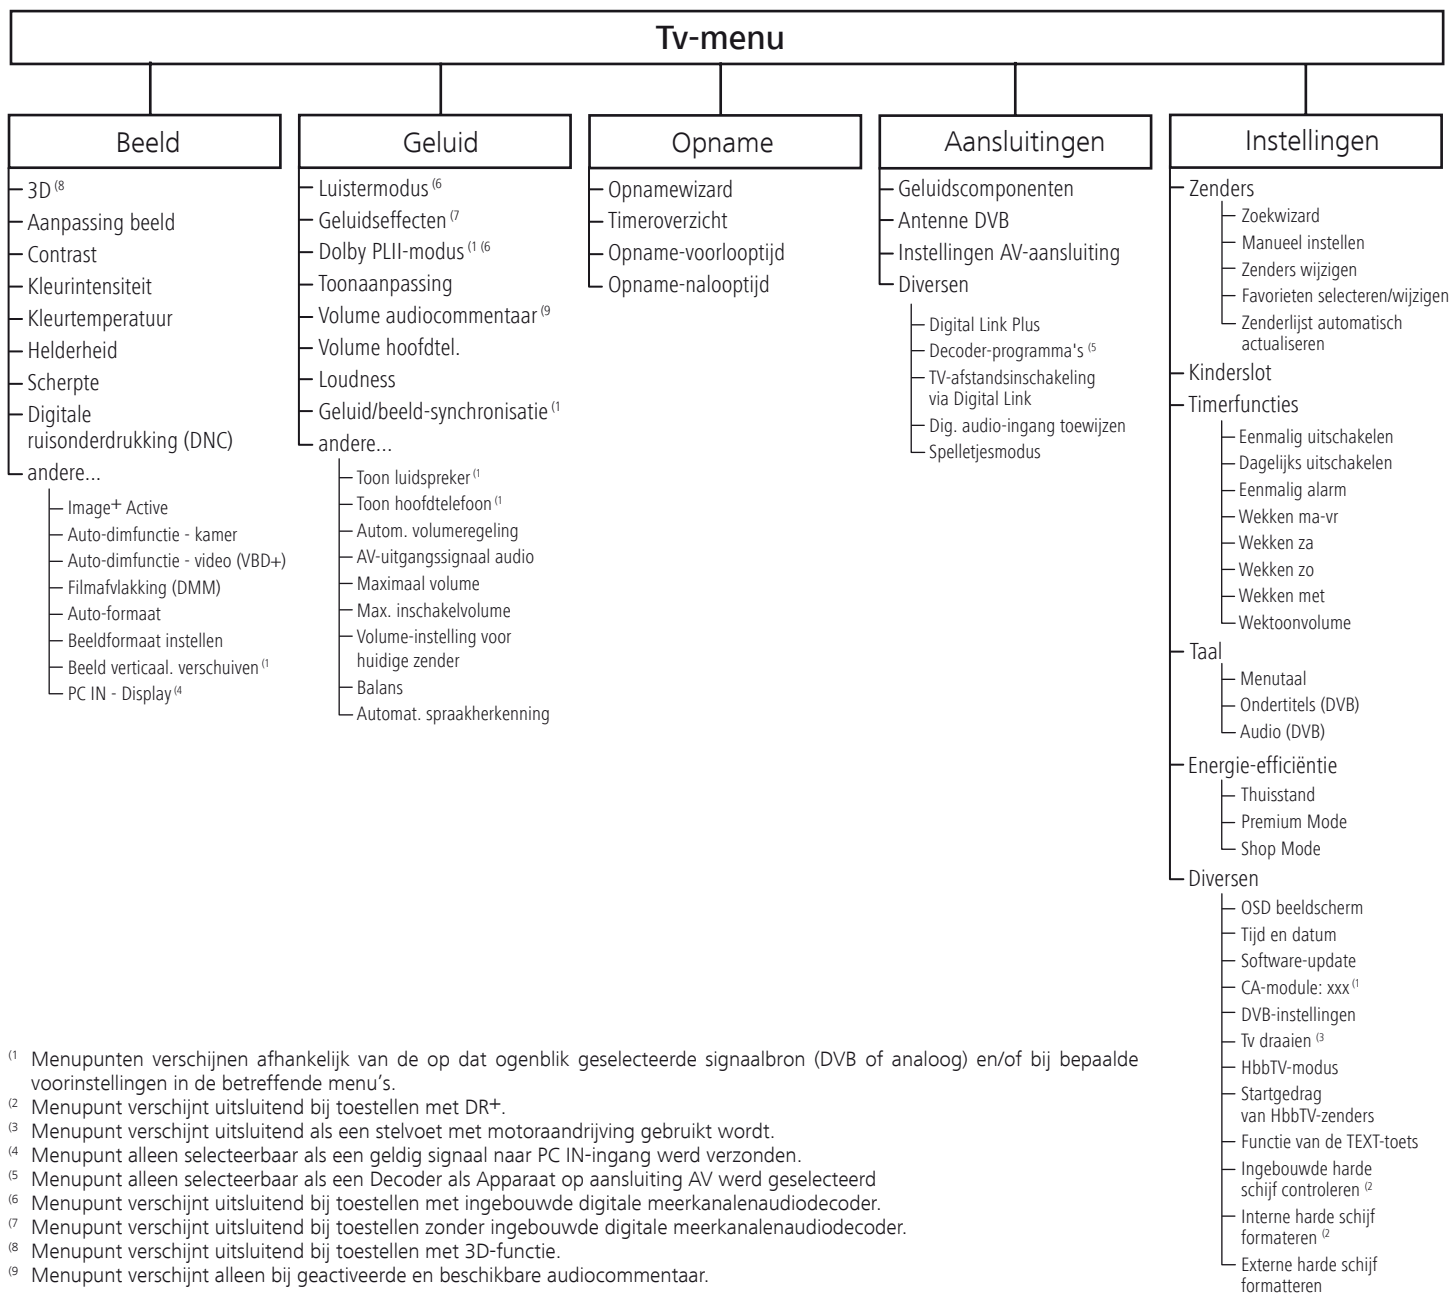 Tv-menu
Beeld
3D (8
Aanpassing beeld
Contrast
Kleurintensiteit
Kleurtemperatuur
Helderheid
Scherpte
Digitale
ruisonderdrukking (DNC)
andere...
Image+ Active
Auto-dimfunctie - kamer
Auto-dimfunctie - video (VBD+)
Filmafvlakking (DMM)
Auto-formaat
Beeldformaat instellen
Beeld verticaal. verschuiven (1
PC IN - Display (4
Geluid
Luistermodus (6
Geluidseffecten (7
Dolby PLII-modus (1 (6
Toonaanpassing
Volume audiocommentaar (9
Volume hoofdtel.
Loudness
Geluid/beeld-synchronisatie (1
andere...
Toon luidspreker (1
Toon hoofdtelefoon (1
Autom. volumeregeling
AV-uitgangssignaal audio
Maximaal volume
Max. inschakelvolume
Volume-instelling voor
huidige zender
Balans
Automat. spraakherkenning
Opname
Opnamewizard
Timeroverzicht
Opname-voorlooptijd
Opname-nalooptijd
Aansluitingen
Geluidscomponenten
Antenne DVB
Instellingen AV-aansluiting
Diversen
Digital Link Plus
Decoder-programma's (5
TV-afstandsinschakeling
via Digital Link
Dig. audio-ingang toewijzen
Spelletjesmodus
Instellingen
Zenders
Zoekwizard
Manueel instellen
Zenders wijzigen
Favorieten selecteren/wijzigen
Zenderlijst automatisch
actualiseren
Kinderslot
Timerfuncties
Eenmalig uitschakelen
Dagelijks uitschakelen
Eenmalig alarm
Wekken ma-vr
Wekken za
Wekken zo
Wekken met
Wektoonvolume
Taal
Menutaal
Ondertitels (DVB)
Audio (DVB)
Energie-efficiëntie
Thuisstand
Premium Mode
Shop Mode
Diversen
OSD beeldscherm
Tijd en datum
Software-update
CA-module: xxx (1
DVB-instellingen
Tv draaien (3
HbbTV-modus
Startgedrag
van HbbTV-zenders
Functie van de TEXT-toets
Ingebouwde harde
schijf controleren (2
Interne harde schijf
formateren (2
Externe harde schijf
formatteren
(1 Menupunten verschijnen afhankelijk van de op dat ogenblik geselecteerde signaalbron (DVB of analoog) en/of bij bepaalde
voorinstellingen in de betreffende menu's.
(2 Menupunt verschijnt uitsluitend bij toestellen met DR+.
(3 Menupunt verschijnt uitsluitend als een stelvoet met motoraandrijving gebruikt wordt.
(4 Menupunt alleen selecteerbaar als een geldig signaal naar PC IN-ingang werd verzonden.
(5 Menupunt alleen selecteerbaar als een Decoder als Apparaat op aansluiting AV werd geselecteerd
(6 Menupunt verschijnt uitsluitend bij toestellen met ingebouwde digitale meerkanalenaudiodecoder.
(7 Menupunt verschijnt uitsluitend bij toestellen zonder ingebouwde digitale meerkanalenaudiodecoder.
(8 Menupunt verschijnt uitsluitend bij toestellen met 3D-functie.
(9 Menupunt verschijnt alleen bij geactiveerde en beschikbare audiocommentaar.